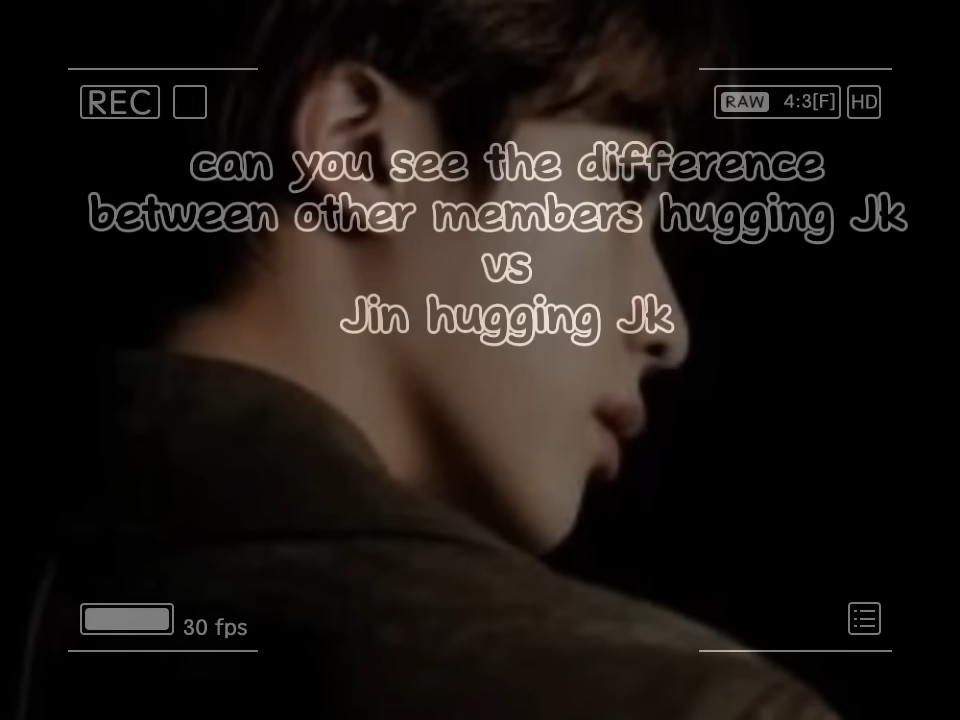 REC
RAW 4:3[F] HD
can you see the difference
between other members hugging Jk
vs
Jin hugging Jk
30 fps